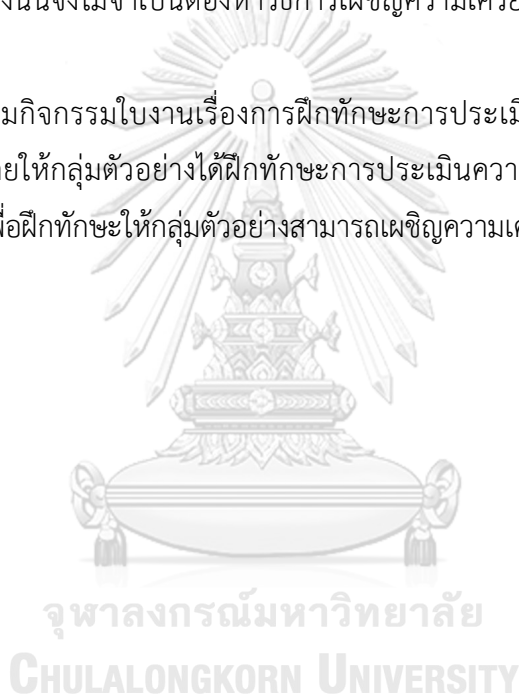 งนั้นจึงไม่จำเป็นต้องหาวิธีการเผชิญความเครีย
มกิจกรรมใบงานเรื่องการฝึกทักษะการประเมิ
ยให้กลุ่มตัวอย่างได้ฝึกทักษะการประเมินควา
พื่อฝึกทักษะให้กลุ่มตัวอย่างสามารถเผชิญความเค
จุฬาลงกรณ์มหาวิทยาลัย
CHULALONGKORN UNIVERSITY